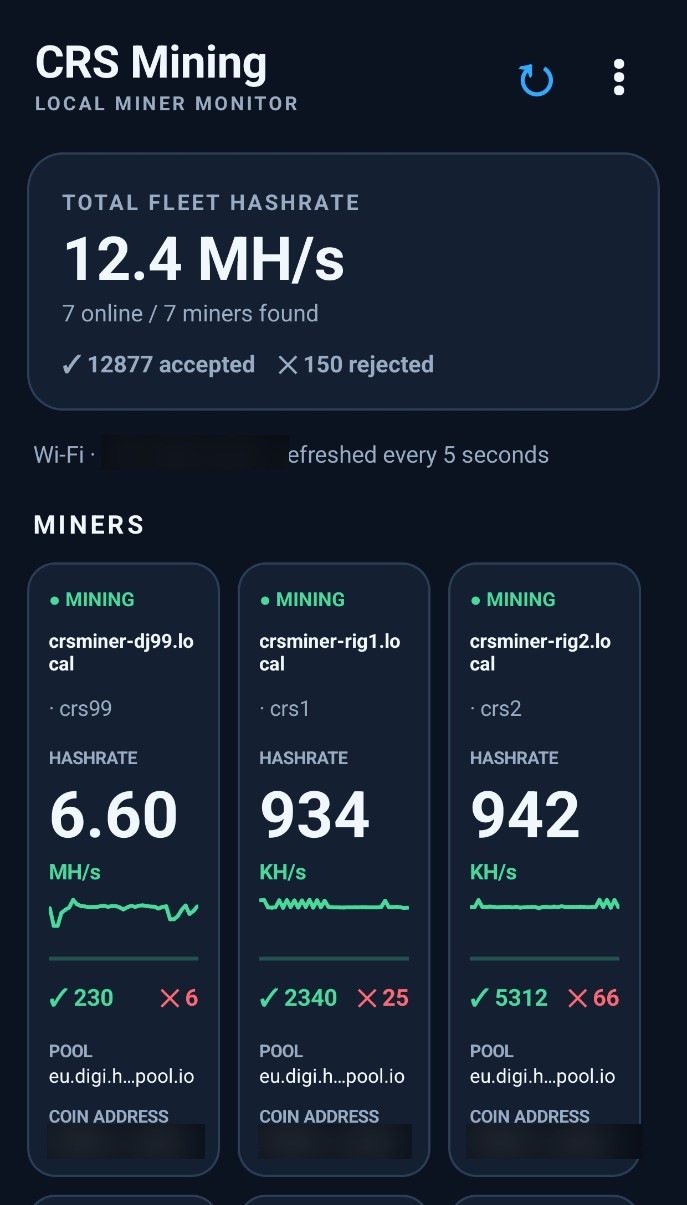 CRS Mining
LOCAL MINER MONITOR
TOTAL FLEET HASHRATE
12.4 MH/s
7 online / 7 miners found
✓ 12877 accepted ✕ 150 rejected
Wi-Fi · efreshed every 5 seconds
MINERS
● MINING
crsminer-dj99.lo
cal
· crs99
HASHRATE
6.60
MH/s
✓ 230 ✕ 6
POOL
eu.digi.h...pool.io
COIN ADDRESS
● MINING
crsminer-rig1.lo
cal
· crs1
HASHRATE
934
KH/s
✓ 2340 ✕ 25
POOL
eu.digi.h...pool.io
COIN ADDRESS
● MINING
crsminer-rig2.lo
cal
· crs2
HASHRATE
942
KH/s
✓ 5312 ✕ 66
POOL
eu.digi.h...pool.io
COIN ADDRESS